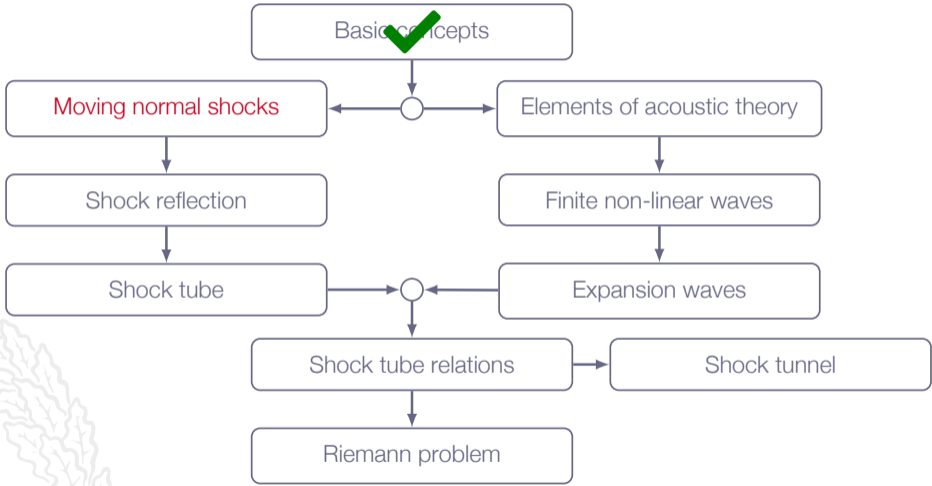 Basic concepts
Moving normal shocks
Elements of acoustic theory
Shock reflection
Finite non-linear waves
Shock tube
Expansion waves
Shock tube relations
Shock tunnel
Riemann problem